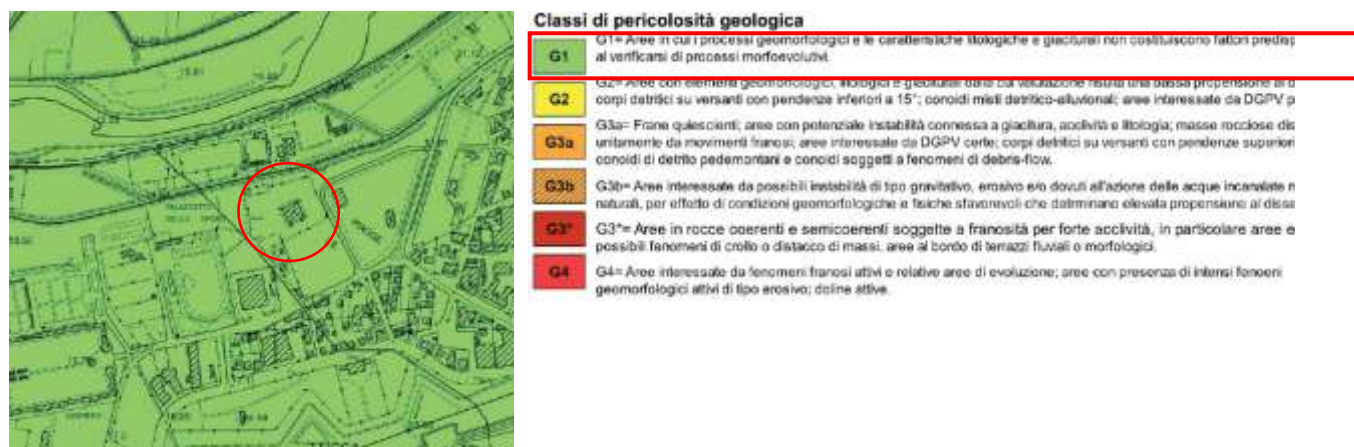 Classi di pericolosità geologica
G1
G1= Aree in cui i processi geomorfologici e le caratteristiche litologiche e giaciturali non costituiscono fattori predisp
al verificarsi di processi morfoevolutivi.
G2
G2= Aree con elementi geomorfologici, litologici e giaciturali dalla cui valutazione risulta una bassa propensione al d
corpi detritici su versanti con pendenze inferiori a 15°; conoidi misti detritico-alluvionali; aree interessate da DGPV p
G3a
G3a= Frane quiescienti; aree con potenziale instabilità connessa a giacitura, acclività e litologia; masse rocciose dis
unitamente da movimenti franosi; aree interessate da DGPV certe; corpi detritici su versanti con pendenze superiori
conoidi di detrito pedemontani e conoidi soggetti a fenomeni di debris-flow.
G3b
G3b= Aree interessate da possibili instabilità di tipo gravitativo, erosivo e/o dovuti all'azione delle acque incanalate n
naturali, per effetto di condizioni geomorfologiche e fisiche sfavorevoli che detrminano elevata propensione al disse
G3*
G3*= Aree in rocce coerenti e semicoerenti soggette a franosità per forte acclività, in particolare aree e
possibili fenomeni di crollo o distacco di massi, aree al bordo di terrazzi fluviali o morfologici.
G4
G4= Aree interessate da fenomeni franosi attivi e relative aree di evoluzione; aree con presenza di intensi fenoeni
geomorfologici attivi di tipo erosivo; doline attive.